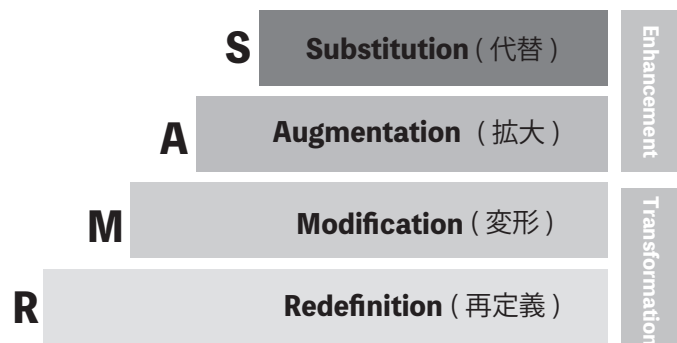 S Substitution ( 代替 )
A Augmentation ( 拡大 )
Enhancement
M Modification ( 変形 )
R Redefinition ( 再定義 )
Transformation